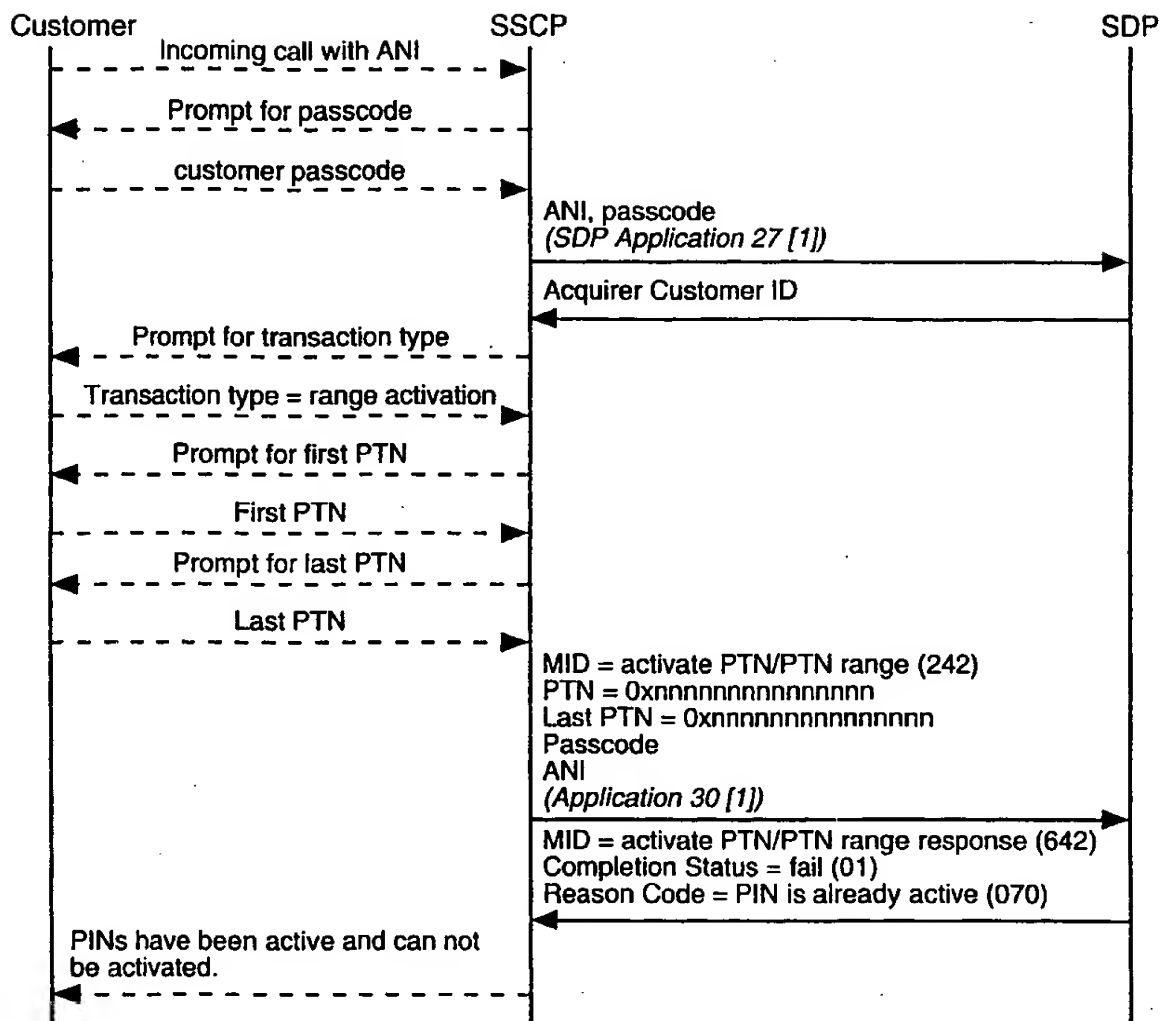 Customer SSCP SDP
Incoming call with ANI
Prompt for passcode
customer passcode
ANI, passcode
(SDP Application 27 [1])
Acquirer Customer ID
Prompt for transaction type
Transaction type = range activation
Prompt for first PTN
First PTN
Prompt for last PTN
Last PTN
MID = activate PTN/PTN range (242)
PTN = 0xnnnnnnnnnnnnnnnn
Last PTN = 0xnnnnnnnnnnnnnnnn
Passcode
ANI
(Application 30 [1])
MID = activate PTN/PTN range response (642)
Completion Status = fail (01)
Reason Code = PIN is already active (070)
PINs have been active and can not
be activated.